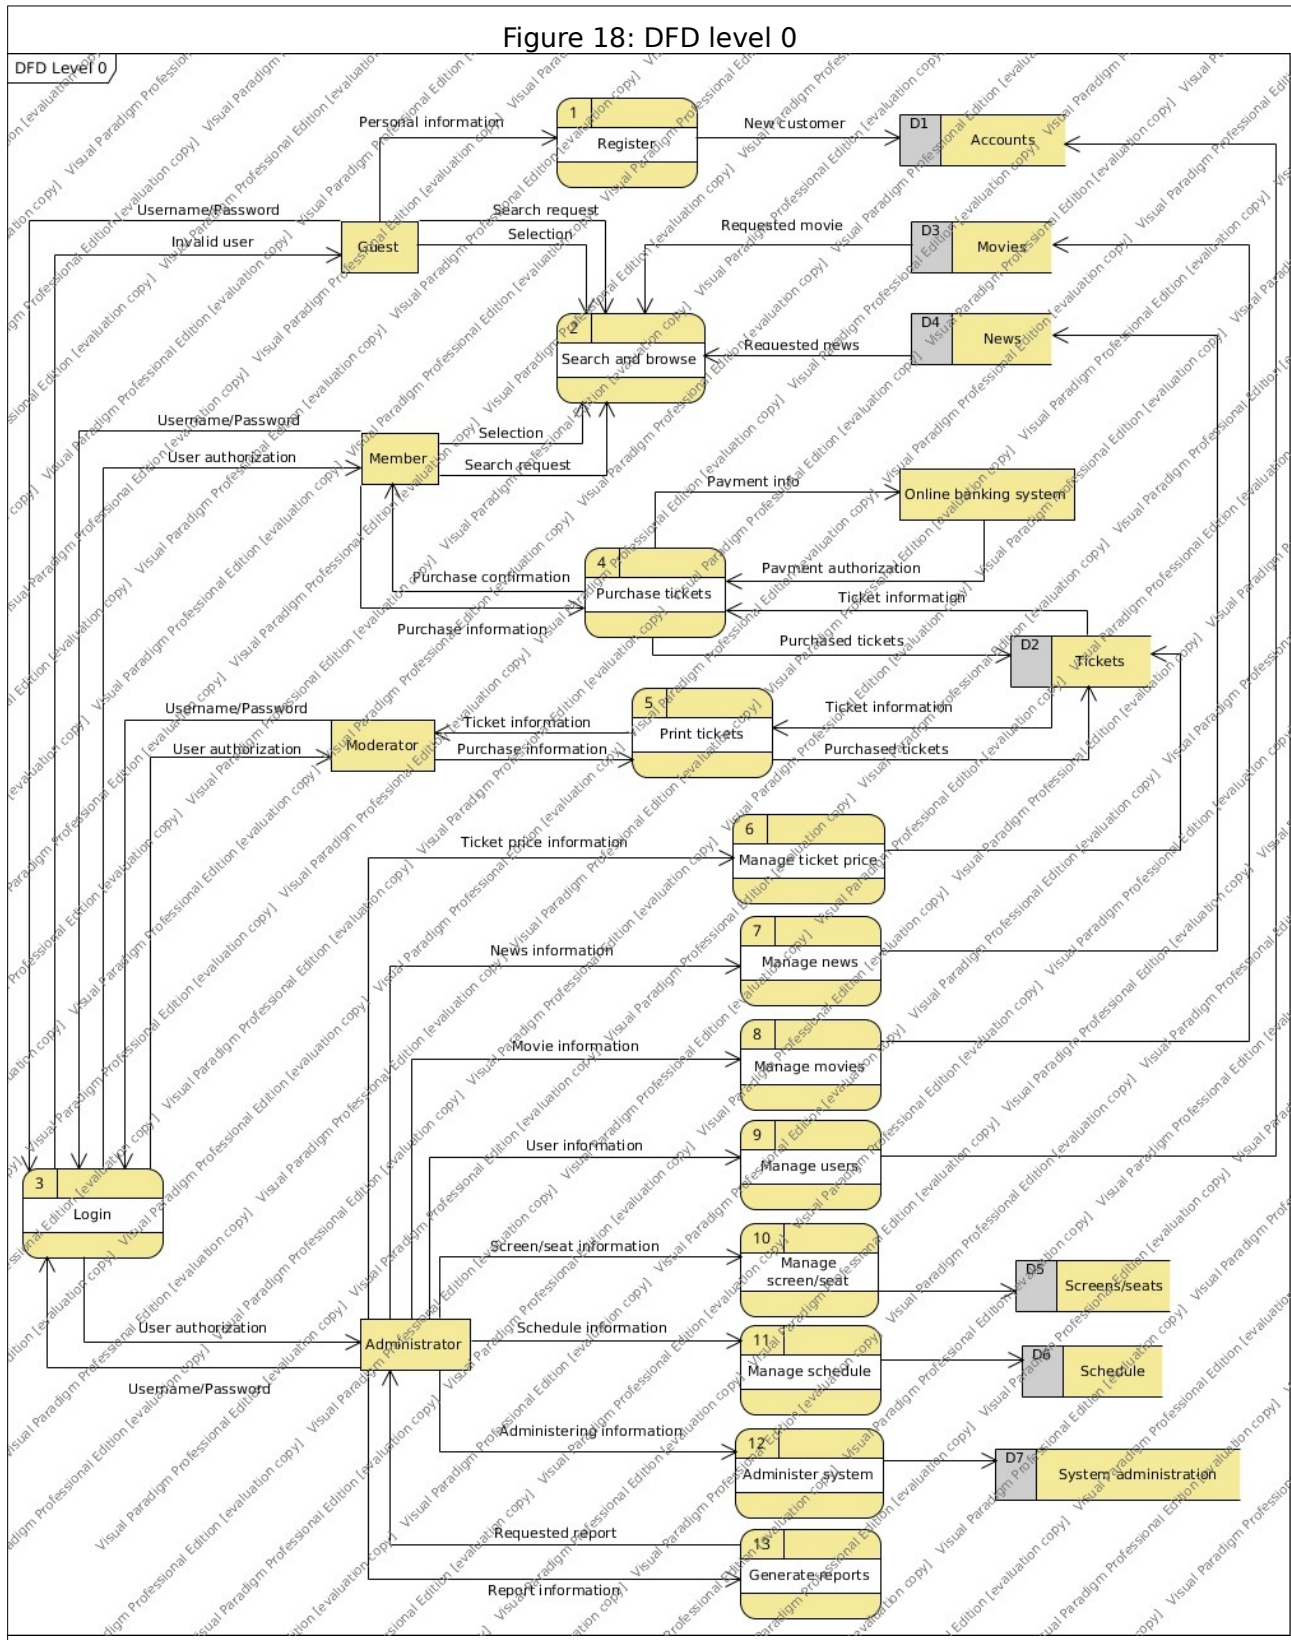 Figure 18: DFD level 0
DFD Level 0
Personal information
1
Register
New customer
D1
Accounts
Username/Password
Invalid user
Guest
Search request
Selection
Requested movie
D3
Movies
2
Search and browse
Requested news
D4
News
Username/Password
User authorization
Member
Selection
Search request
Payment info
Online banking system
4
Purchase tickets
Purchase confirmation
Purchase information
Payment authorization
Ticket information
Purchased tickets
D2
Tickets
Username/Password
User authorization
Moderator
Ticket information
Purchase information
5
Print tickets
Ticket information
Purchased tickets
Ticket price information
6
Manage ticket price
News information
7
Manage news
Movie information
8
Manage movies
User information
9
Manage users
3
Login
Screen/seat information
10
Manage
screen/seat
D5
Screens/seats
User authorization
Username/Password
Administrator
Schedule information
11
Manage schedule
D6
Schedule
Administering information
12
Administer system
D7
System administration
Requested report
Report information
13
Generate reports
Visual Paradigm Professional Edition [evaluation copy]